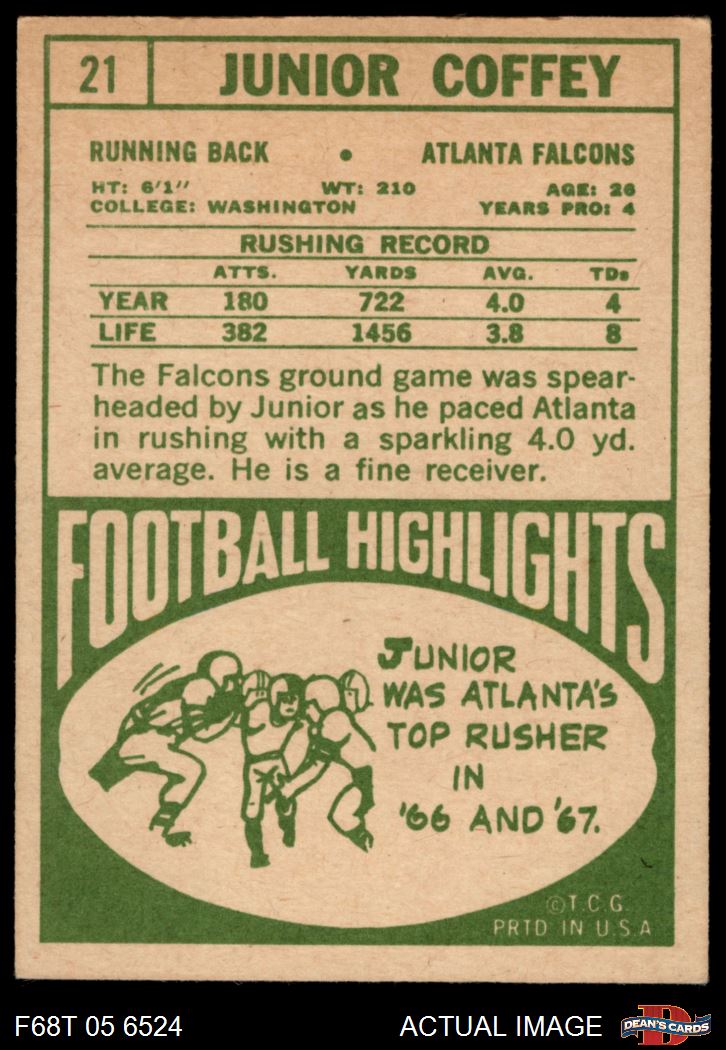 21 JUNIOR COFFEY
RUNNING BACK • ATLANTA FALCONS
HT: 6'1" WT: 210 AGE: 26
COLLEGE: WASHINGTON YEARS PRO: 4
RUSHING RECORD
ATTS. YARDS AVG. TDs
YEAR 180 722 4.0 4
LIFE 382 1456 3.8 8
The Falcons ground game was spear-
headed by Junior as he paced Atlanta
in rushing with a sparkling 4.0 yd.
average. He is a fine receiver.
FOOTBALL HIGHLIGHTS
JUNIOR
WAS ATLANTA'S
TOP RUSHER
IN
'66 AND '67.
©T.C.G.
PRTD IN U.S.A
F68T 05 6524 ACTUAL IMAGE D DEAN'S CARDS